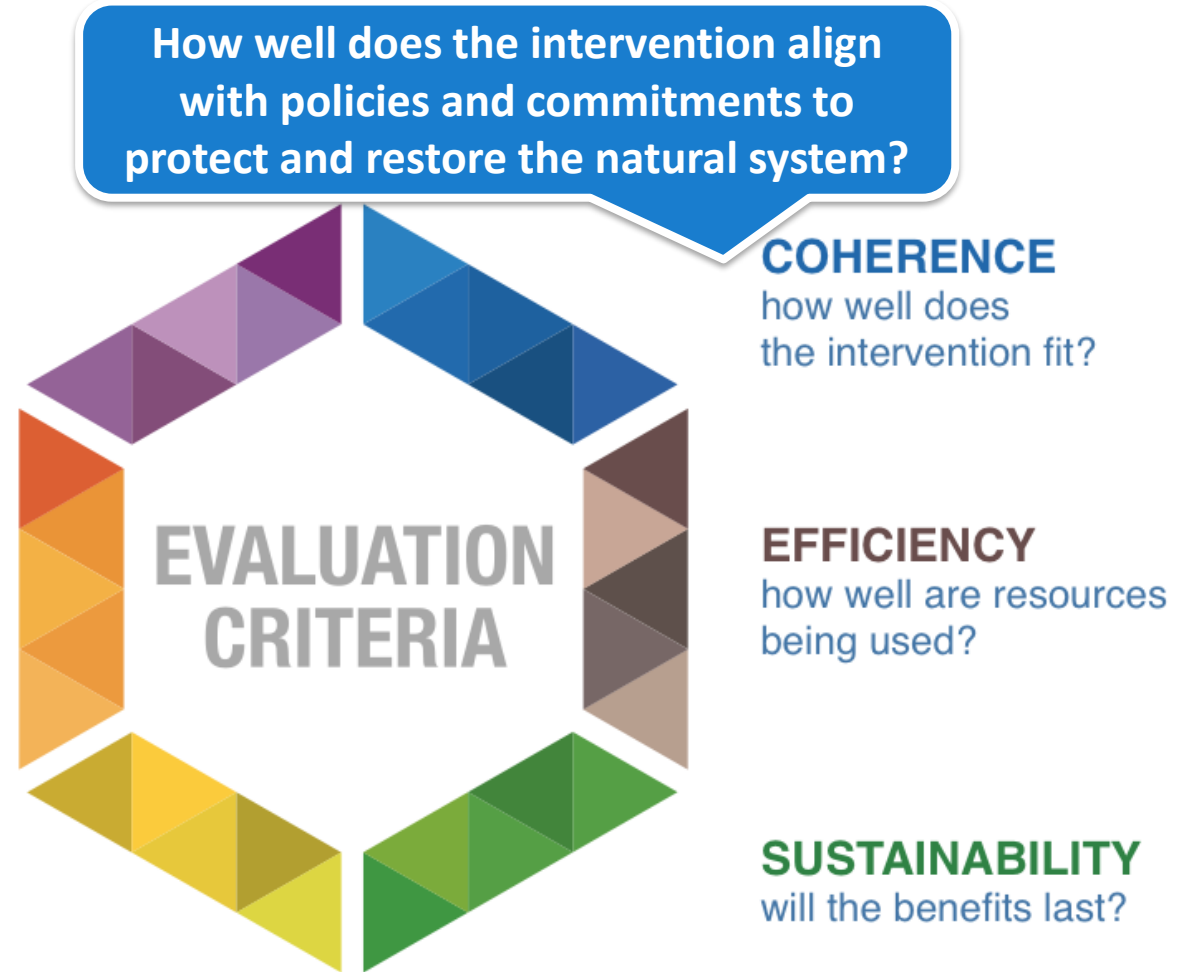 How well does the intervention align
with policies and commitments to
protect and restore the natural system?
COHERENCE
how well does
the intervention fit?
EVALUATION
CRITERIA
EFFICIENCY
how well are resources
being used?
SUSTAINABILITY
will the benefits last?